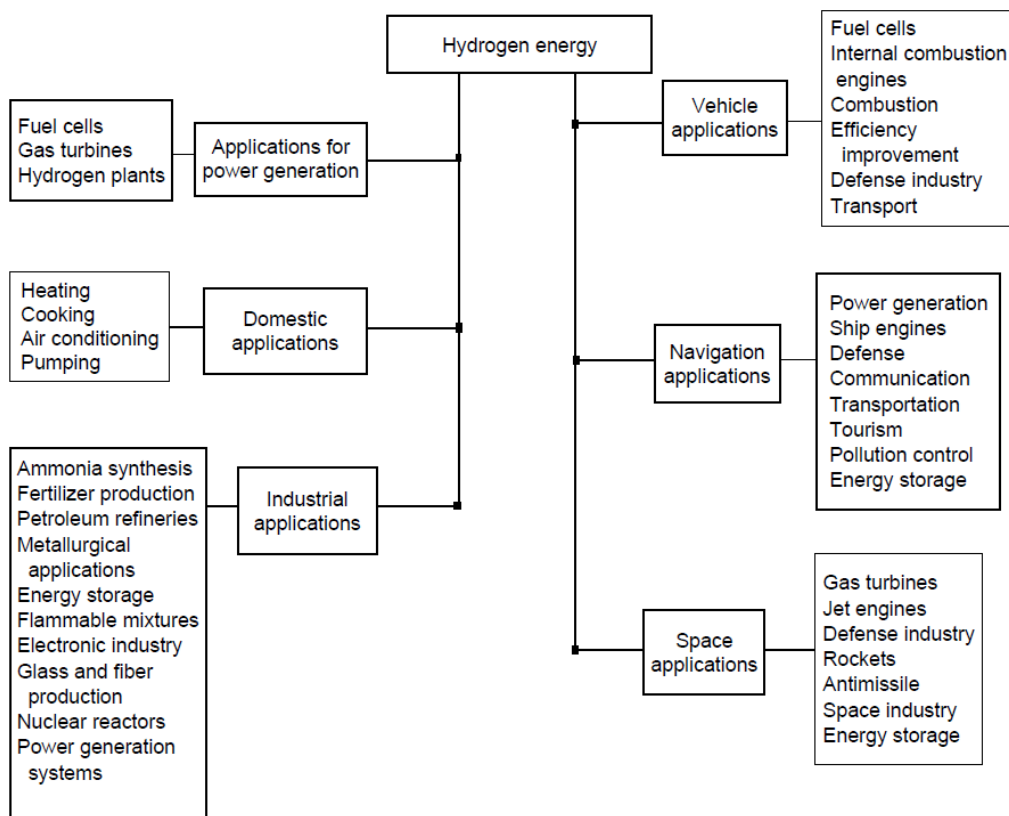 Hydrogen energy
Fuel cells
Gas turbines
Hydrogen plants
Applications for
power generation
Heating
Cooking
Air conditioning
Pumping
Domestic
applications
Ammonia synthesis
Fertilizer production
Petroleum refineries
Metallurgical
applications
Energy storage
Flammable mixtures
Electronic industry
Glass and fiber
production
Nuclear reactors
Power generation
systems
Industrial
applications
Vehicle
applications
Fuel cells
Internal combustion
engines
Combustion
Efficiency
improvement
Defense industry
Transport
Navigation
applications
Power generation
Ship engines
Defense
Communication
Transportation
Tourism
Pollution control
Energy storage
Space
applications
Gas turbines
Jet engines
Defense industry
Rockets
Antimissile
Space industry
Energy storage